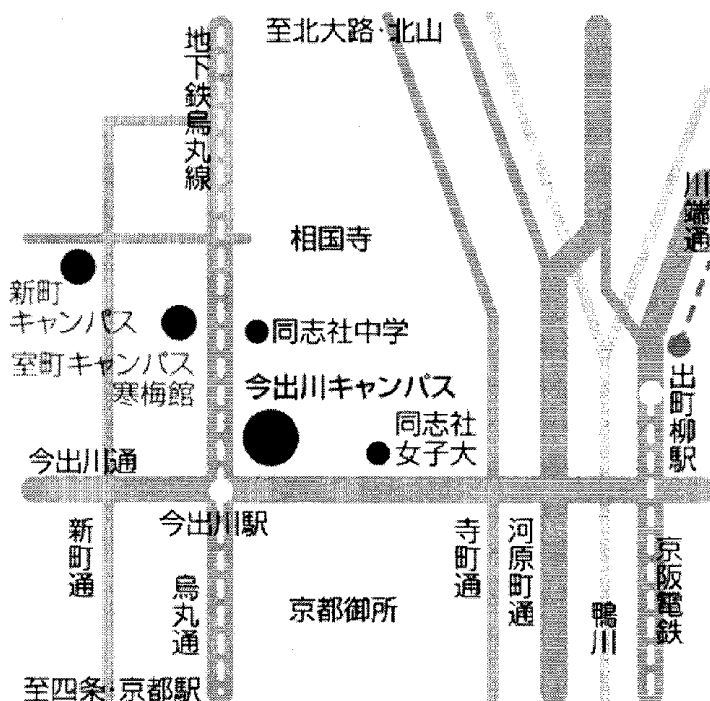 至北大路・北山
地下鉄烏丸線
川端通
相国寺
新町
キャンパス
同志社中学
室町キャンパス
寒梅館
今出川キャンパス
同志社
女子大
出町柳駅
今出川通
今出川駅
新町通
烏丸通
京都御所
寺町通
河原町通
鴨川
京阪電鉄
至四条・京都駅